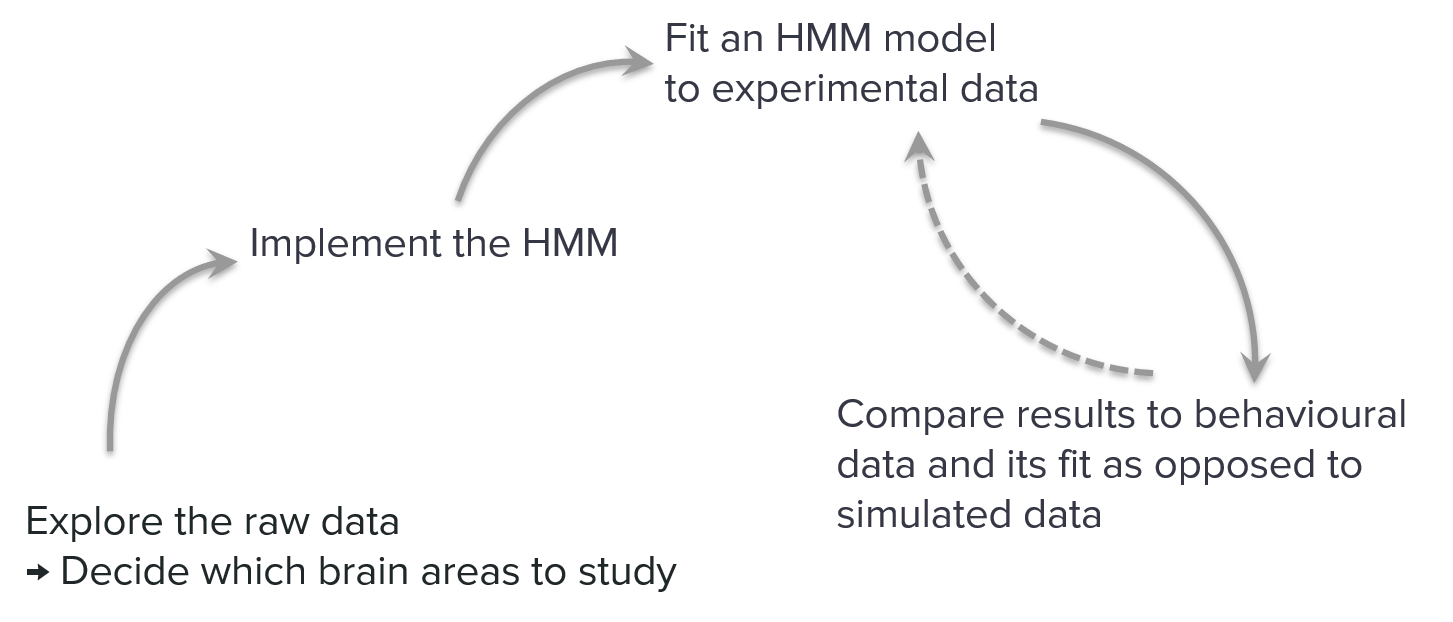 Fit an HMM model
to experimental data
Implement the HMM
Compare results to behavioural
data and its fit as opposed to
simulated data
Explore the raw data
➜ Decide which brain areas to study